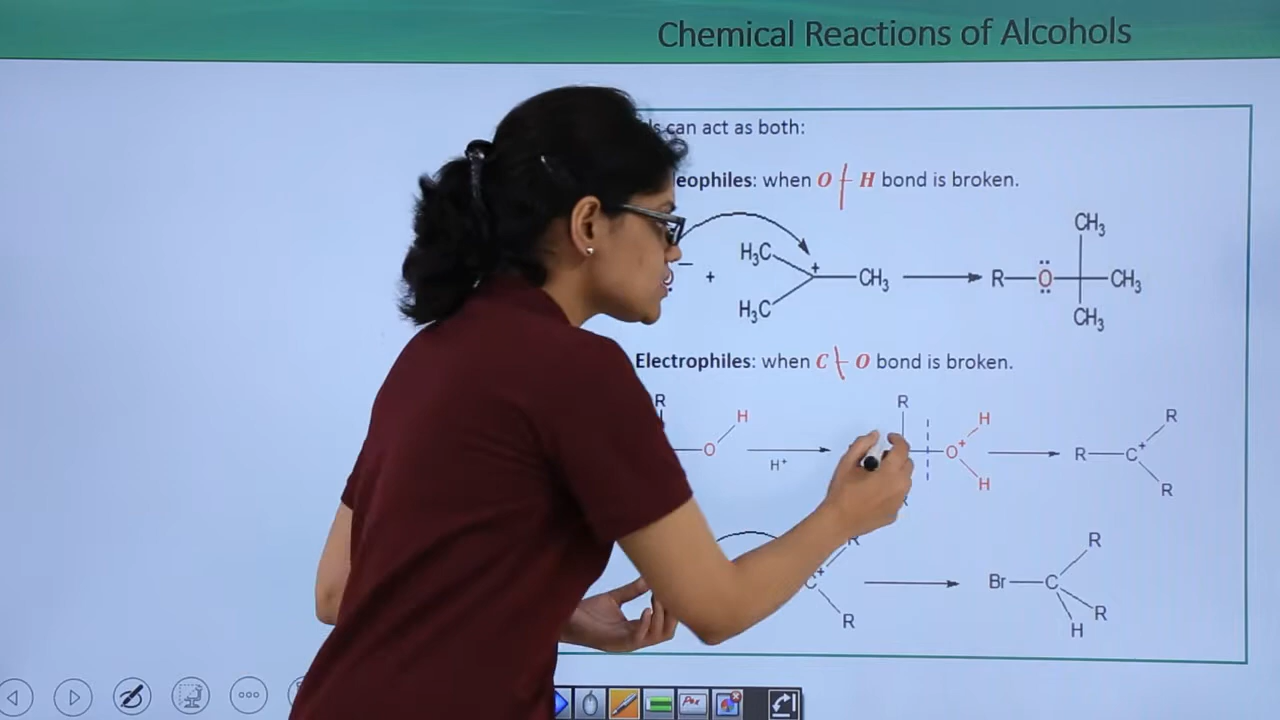 Chemical Reactions of Alcohols
can act as both:
: when O H bond is broken.
H₃C
CH₃
+
+ CH₃
R O
CH₃
H₃C
CH₃
Electrophiles: when C O bond is broken.
R
H
R
H
R
O
H⁺
O⁺
H
R C⁺
R
R
R
C⁺
Br C
R
R
H